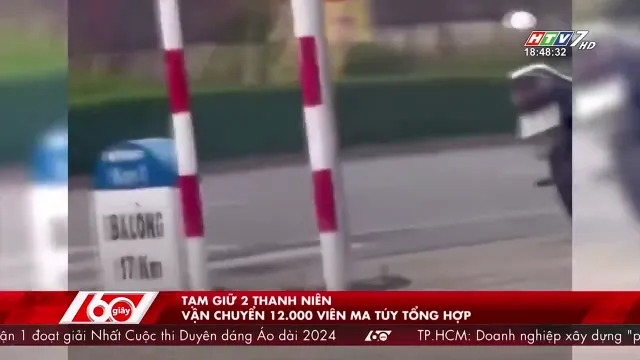 HTV7 HD
18:48:32
BALONG
17 Km
60 giây
TẠM GIỮ 2 THANH NIÊN
VẬN CHUYỂN 12.000 VIÊN MA TÚY TỔNG HỢP
ận 1 đoạt giải Nhất Cuộc thi Duyên dáng Áo dài 2024 60 TP.HCM: Doanh nghiệp xây dựng "k